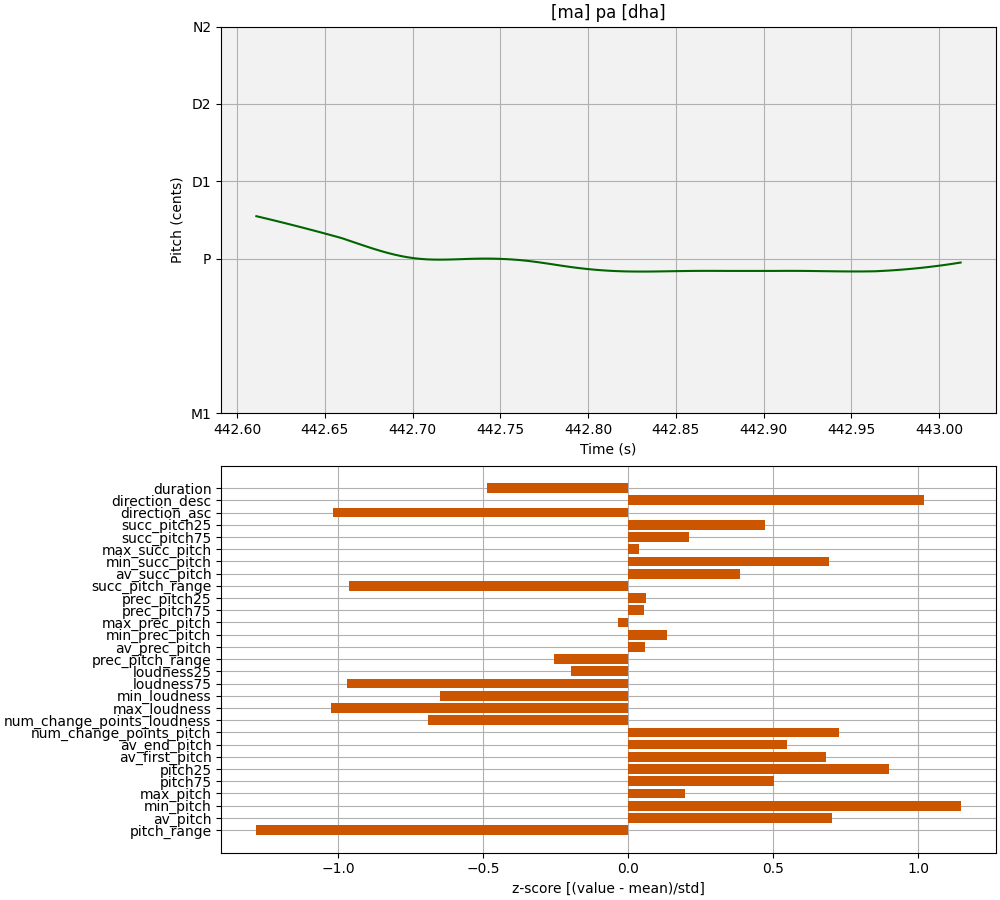 [ma] pa [dha]
N2
D2
D1
P
M1
Pitch (cents)
442.60 442.65 442.70 442.75 442.80 442.85 442.90 442.95 443.00
Time (s)
duration
direction_desc
direction_asc
succ_pitch25
succ_pitch75
max_succ_pitch
min_succ_pitch
av_succ_pitch
succ_pitch_range
prec_pitch25
prec_pitch75
max_prec_pitch
min_prec_pitch
av_prec_pitch
prec_pitch_range
loudness25
loudness75
min_loudness
max_loudness
num_change_points_loudness
num_change_points_pitch
av_end_pitch
av_first_pitch
pitch25
pitch75
max_pitch
min_pitch
av_pitch
pitch_range
−1.0 −0.5 0.0 0.5 1.0
z-score [(value - mean)/std]